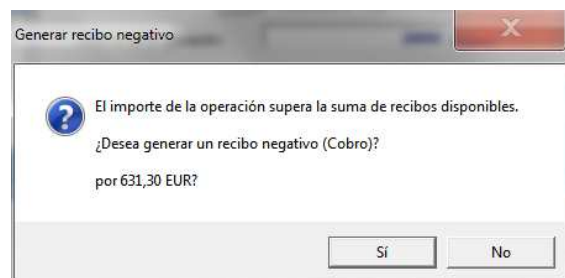 Generar recibo negativo
El importe de la operación supera la suma de recibos disponibles.
¿Desea generar un recibo negativo (Cobro)?
por 631,30 EUR?
Sí
No